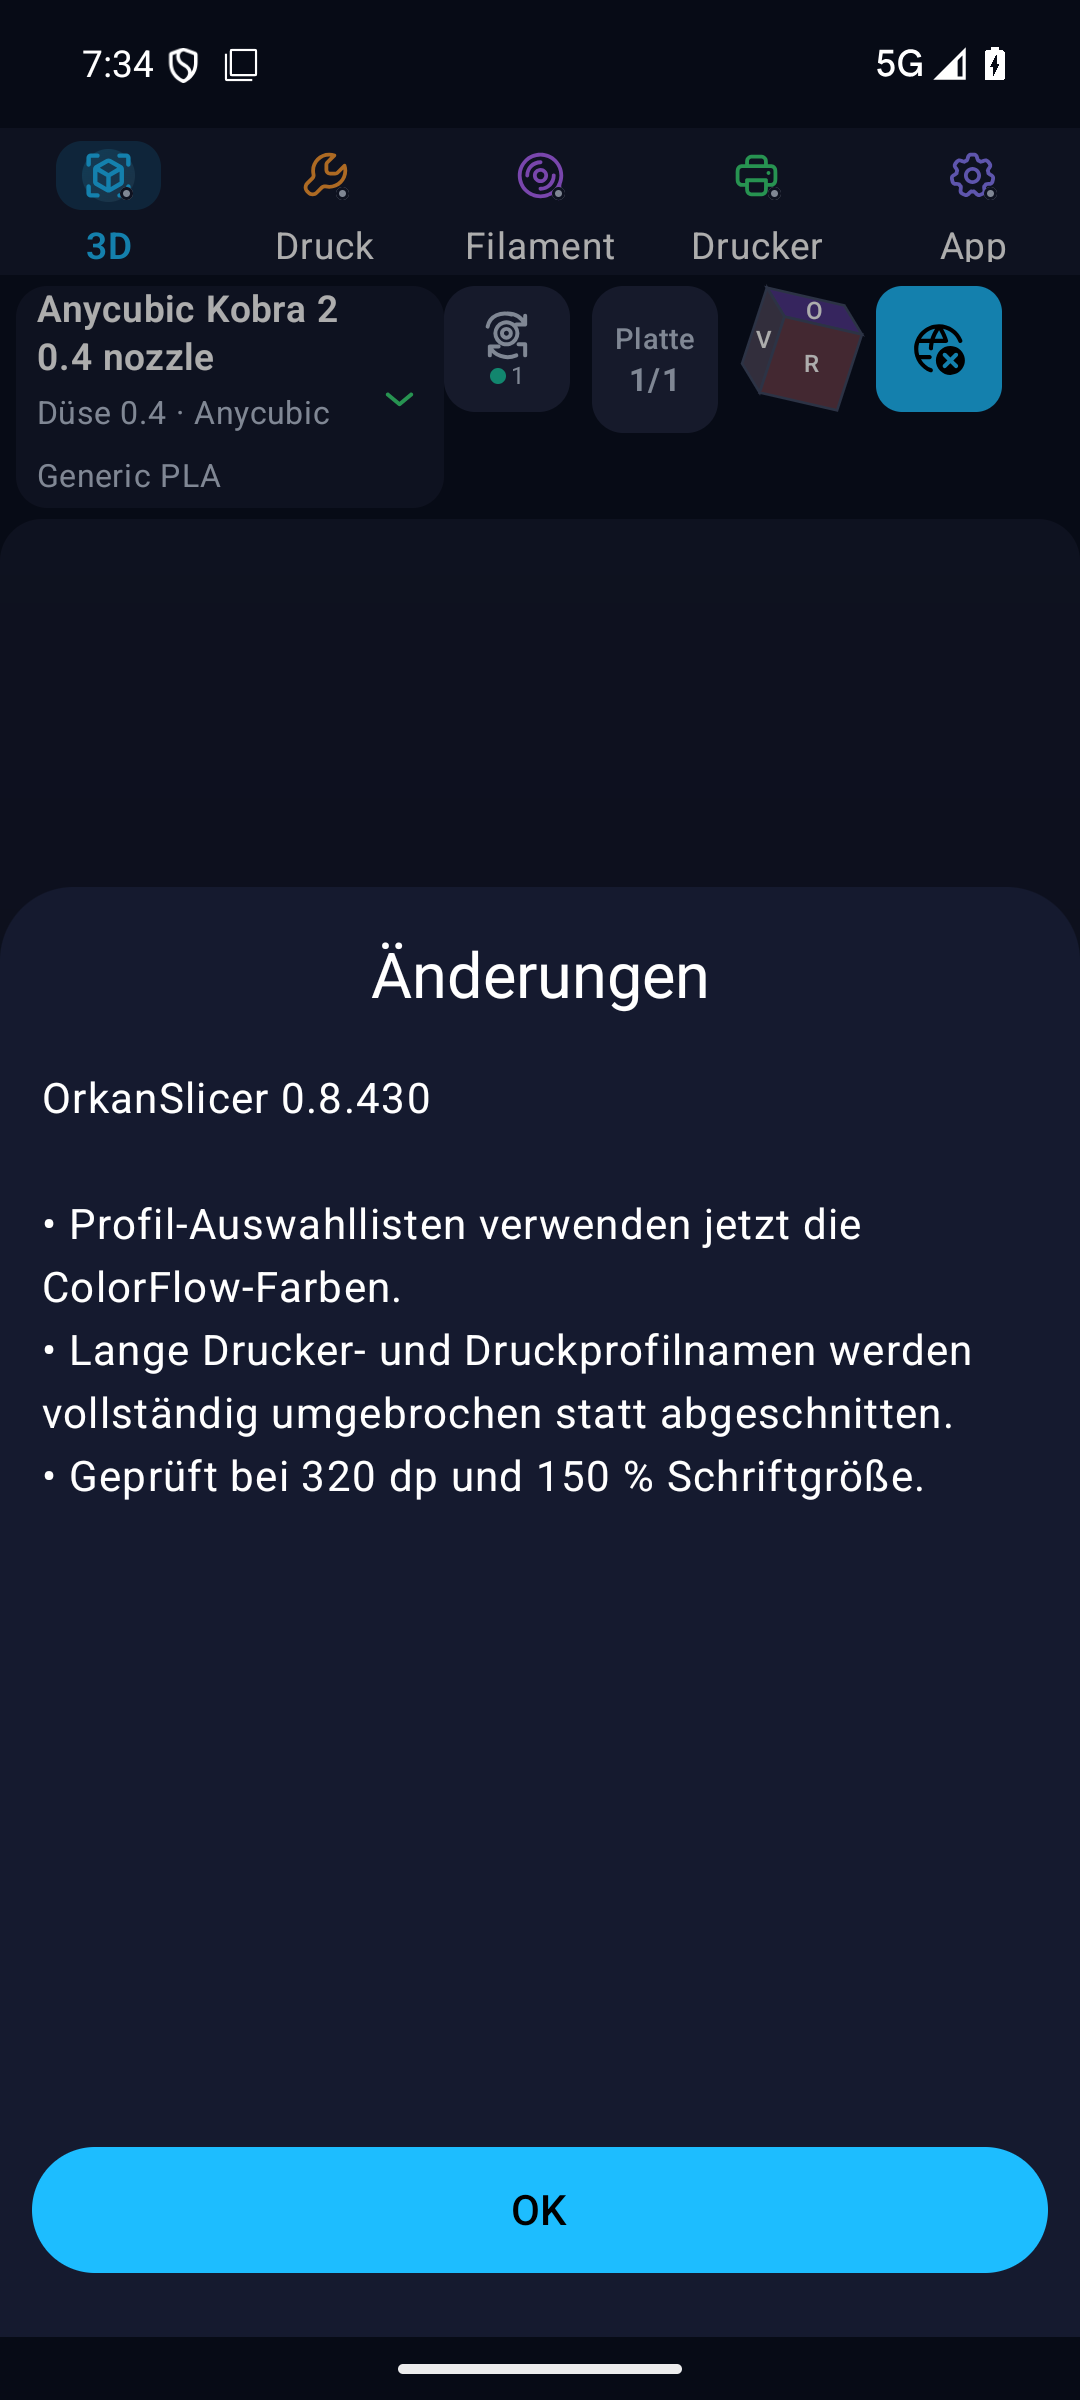 7:34
5G
3D
Druck
Filament
Drucker
App
Anycubic Kobra 2
0.4 nozzle
Düse 0.4 · Anycubic
Generic PLA
1
Platte
1/1
O
V
R
Änderungen
OrkanSlicer 0.8.430
• Profil-Auswahllisten verwenden jetzt die
ColorFlow-Farben.
• Lange Drucker- und Druckprofilnamen werden
vollständig umgebrochen statt abgeschnitten.
• Geprüft bei 320 dp und 150 % Schriftgröße.
OK